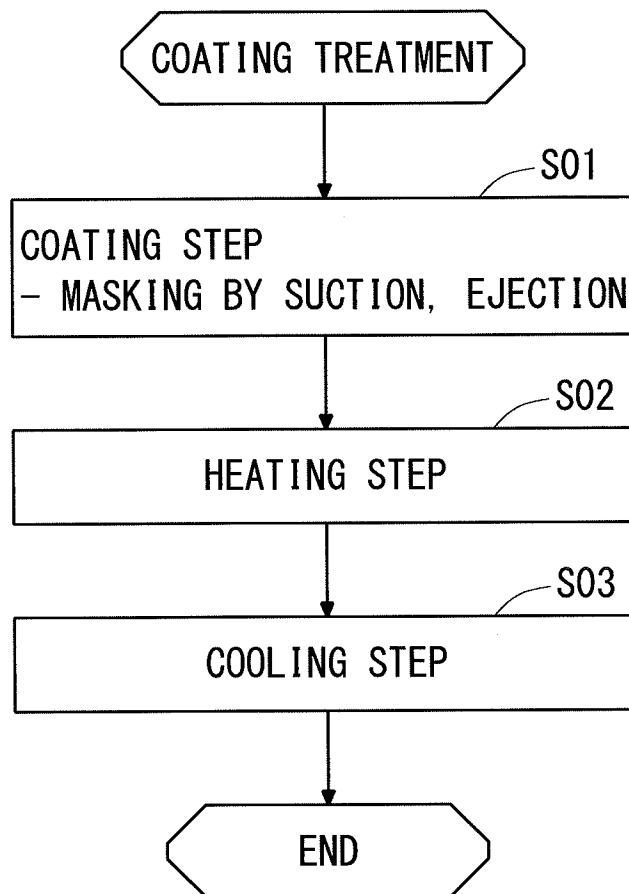 COATING TREATMENT
S01
COATING STEP
- MASKING BY SUCTION, EJECTION
S02
HEATING STEP
S03
COOLING STEP
END